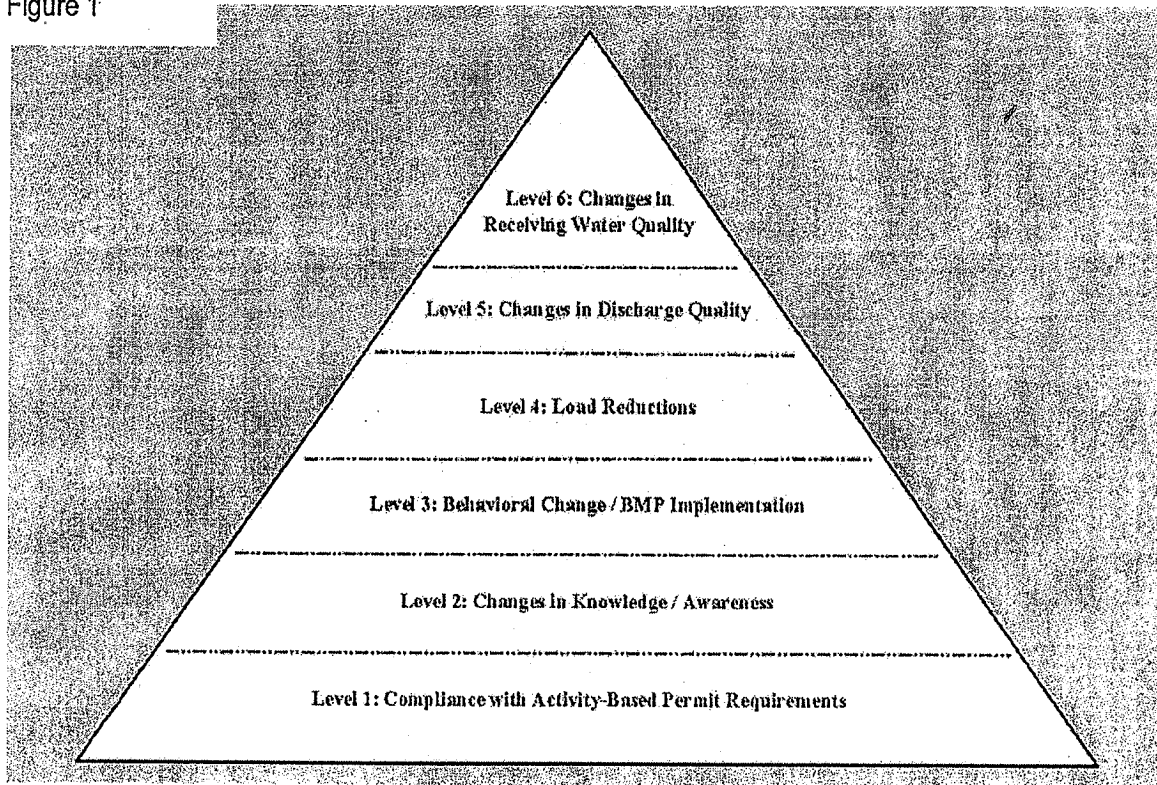 Figure 1
Level 6: Changes in
Receiving Water Quality
Level 5: Changes in Discharge Quality
Level 4: Load Reductions
Level 3: Behavioral Change / BMP Implementation
Level 2: Changes in Knowledge / Awareness
Level 1: Compliance with Activity-Based Permit Requirements